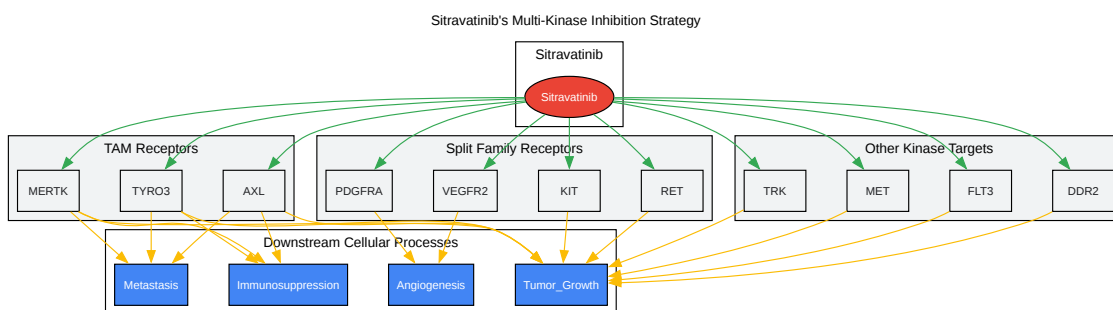 Sitravatinib's Multi-Kinase Inhibition Strategy
Sitravatinib
Sitravatinib
TAM Receptors
Split Family Receptors
Other Kinase Targets
MERTK
TYRO3
AXL
PDGFRA
VEGFR2
KIT
RET
TRK
MET
FLT3
DDR2
Downstream Cellular Processes
Metastasis
Immunosuppression
Angiogenesis
Tumor_Growth